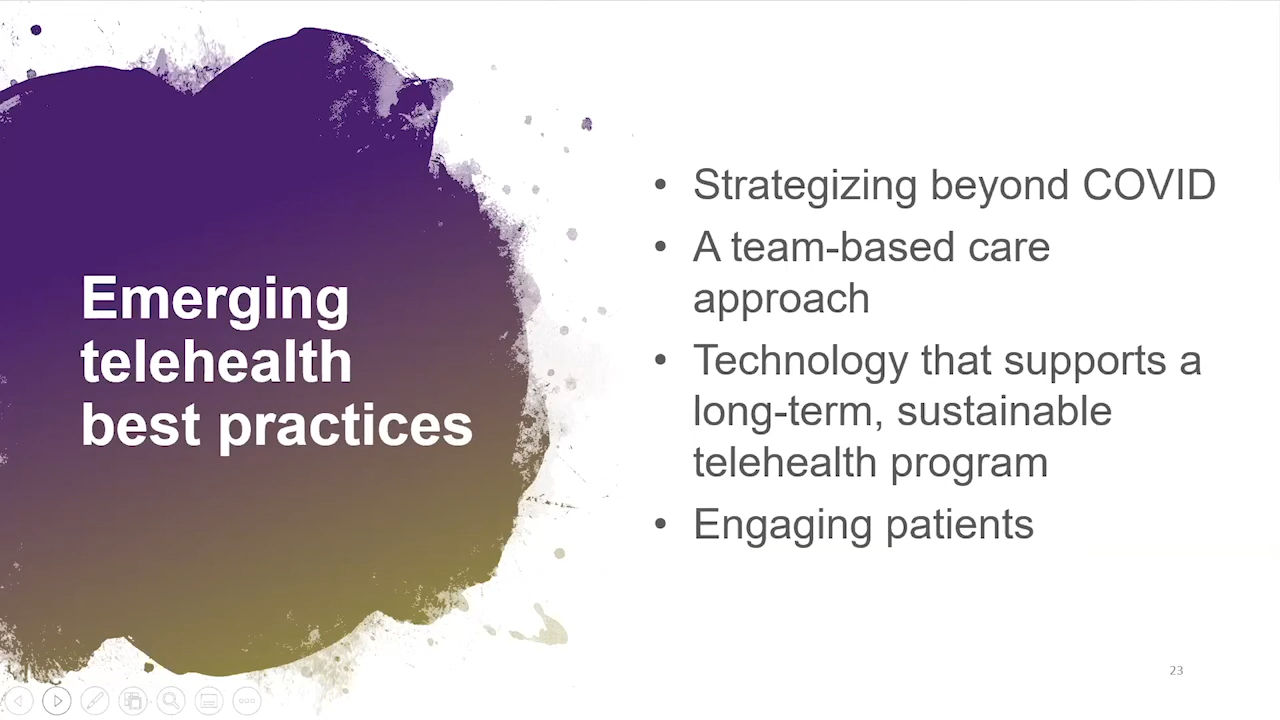 Emerging
telehealth
best practices
• Strategizing beyond COVID
• A team-based care
approach
• Technology that supports a
long-term, sustainable
telehealth program
• Engaging patients
23